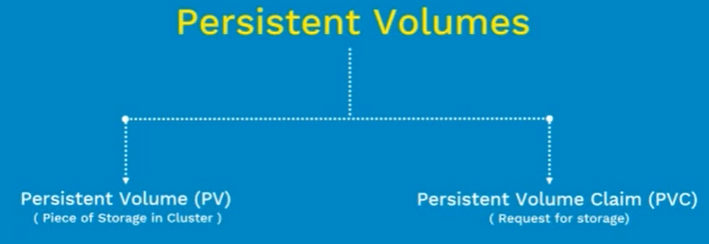 Persistent Volumes
Persistent Volume (PV)
( Piece of Storage in Cluster )
Persistent Volume Claim (PVC)
( Request for storage)